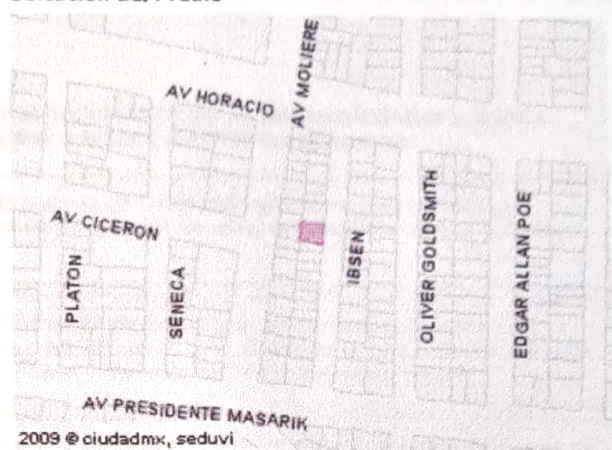 AV MOLIERE
AV HORACIO
AV CICERON
PLATON
SENECA
IBSEN
OLIVER GOLDSMITH
EDGAR ALLAN POE
AV PRESIDENTE MASARIK
2009 © ciudadmx, seduvi